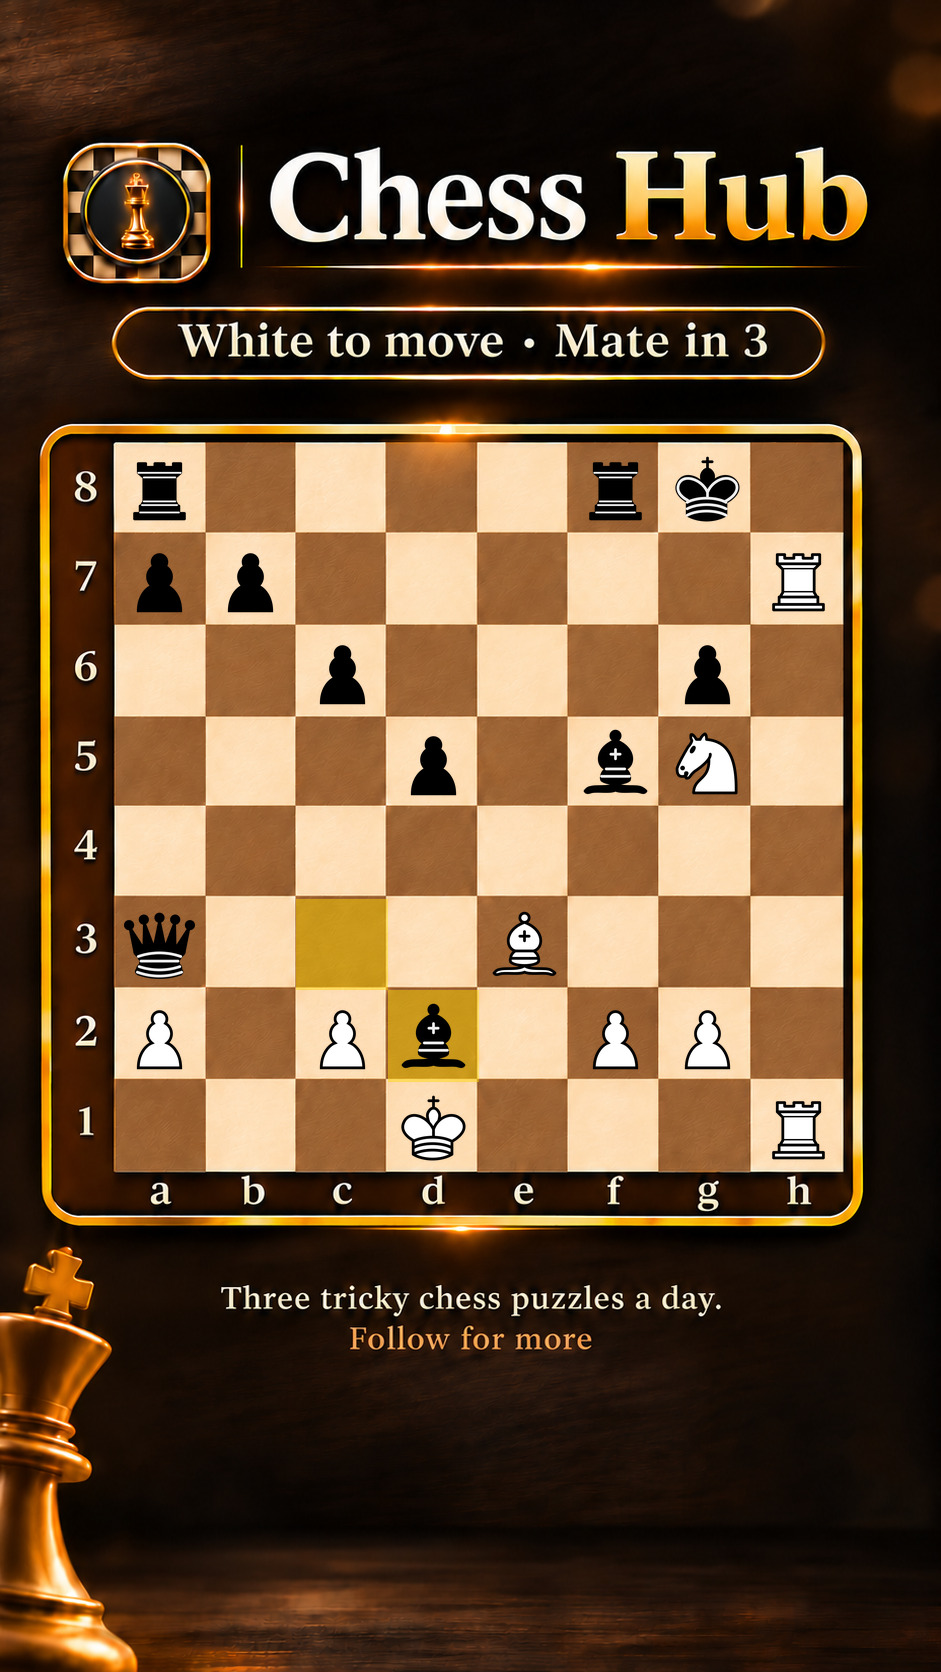 Chess Hub
White to move • Mate in 3
8
7
6
5
4
3
2
1
a b c d e f g h
Three tricky chess puzzles a day.
Follow for more